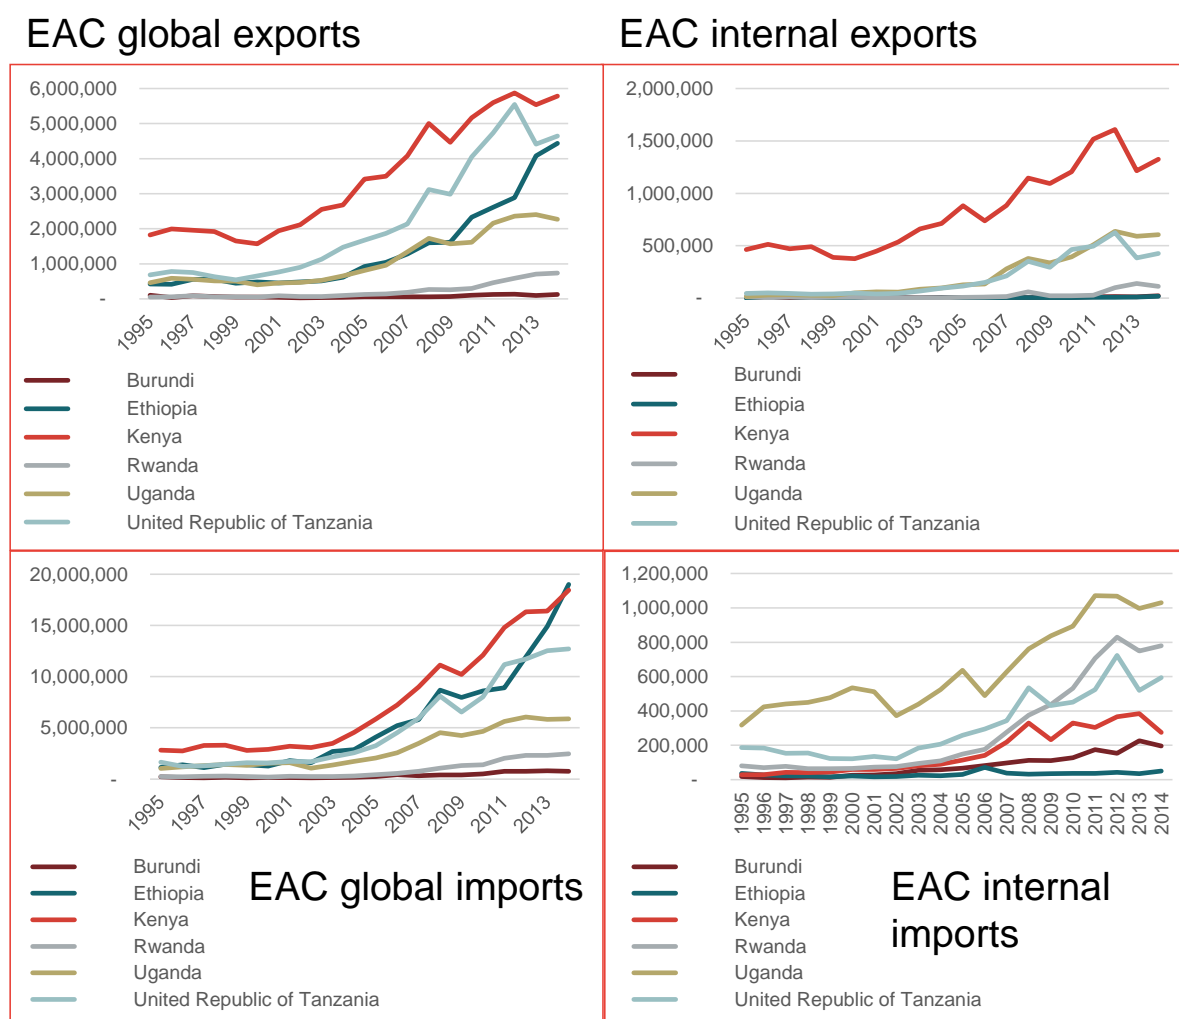 EAC global exports
6,000,000
5,000,000
4,000,000
3,000,000
2,000,000
1,000,000
-
1995
1997
1999
2001
2003
2005
2007
2009
2011
2013
Burundi
Ethiopia
Kenya
Rwanda
Uganda
United Republic of Tanzania
EAC internal exports
2,000,000
1,500,000
1,000,000
500,000
-
1995
1997
1999
2001
2003
2005
2007
2009
2011
2013
Burundi
Ethiopia
Kenya
Rwanda
Uganda
United Republic of Tanzania
20,000,000
15,000,000
10,000,000
5,000,000
-
1995
1997
1999
2001
2003
2005
2007
2009
2011
2013
Burundi
Ethiopia
Kenya
Rwanda
Uganda
United Republic of Tanzania
EAC global imports
1,200,000
1,000,000
800,000
600,000
400,000
200,000
-
1995
1996
1997
1998
1999
2000
2001
2002
2003
2004
2005
2006
2007
2008
2009
2010
2011
2012
2013
2014
Burundi
Ethiopia
Kenya
Rwanda
Uganda
United Republic of Tanzania
EAC internal
imports